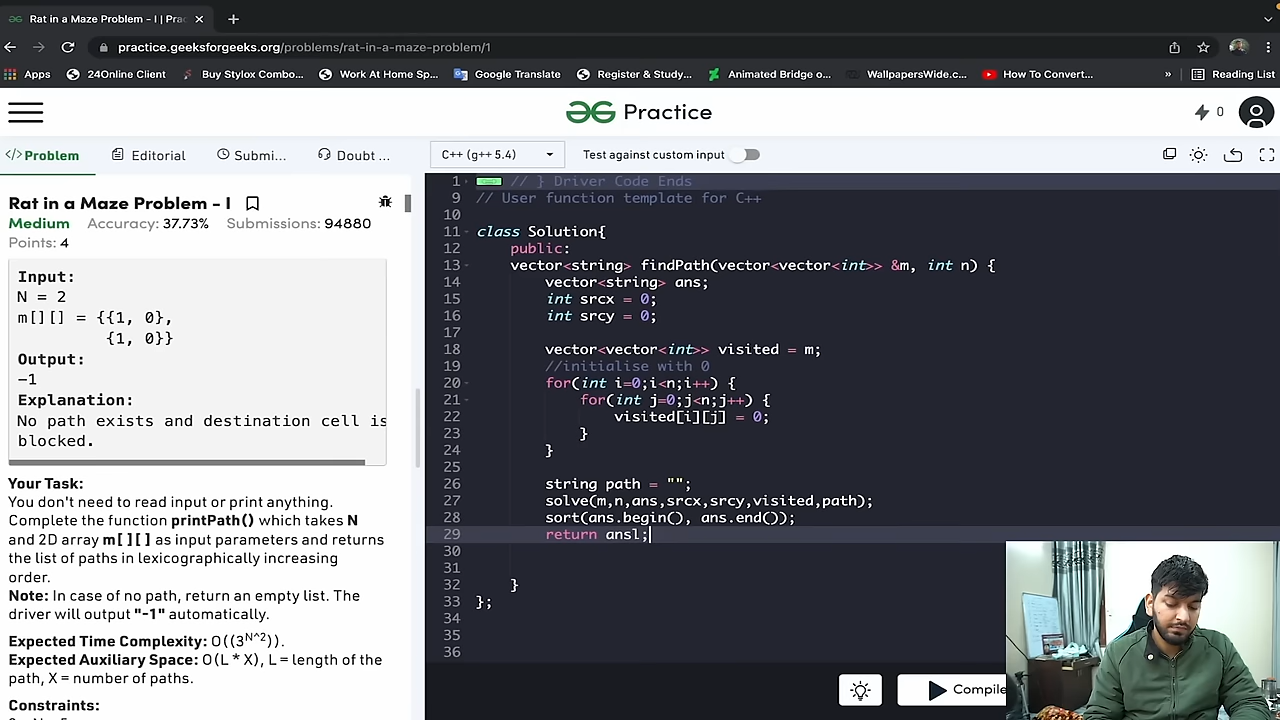 Rat in a Maze Problem - I | Prac
practice.geeksforgeeks.org/problems/rat-in-a-maze-problem/1
Apps 24Online Client Buy Stylox Combo... Work At Home Sp... Google Translate Register & Study... Animated Bridge o... WallpapersWide.c... How To Convert... » Reading List
Practice 0
</>Problem Editorial Submi... Doubt ... C++ (g++ 5.4) Test against custom input
Rat in a Maze Problem - I
Medium Accuracy: 37.73% Submissions: 94880
Points: 4
Input:
N = 2
m[][] = {{1, 0},
{1, 0}}
Output:
-1
Explanation:
No path exists and destination cell is
blocked.
Your Task:
You don't need to read input or print anything.
Complete the function printPath() which takes N
and 2D array m[ ][ ] as input parameters and returns
the list of paths in lexicographically increasing
order.
Note: In case of no path, return an empty list. The
driver will output "-1" automatically.
Expected Time Complexity: O((3N^2)).
Expected Auxiliary Space: O(L * X), L = length of the
path, X = number of paths.
Constraints:
1 // } Driver Code Ends
9 // User function template for C++
10
11 class Solution{
12 public:
13 vector<string> findPath(vector<vector<int>> &m, int n) {
14 vector<string> ans;
15 int srcx = 0;
16 int srcy = 0;
17
18 vector<vector<int>> visited = m;
19 //initialise with 0
20 for(int i=0;i<n;i++) {
21 for(int j=0;j<n;j++) {
22 visited[i][j] = 0;
23 }
24 }
25
26 string path = "";
27 solve(m,n,ans,srcx,srcy,visited,path);
28 sort(ans.begin(), ans.end());
29 return ansl;
30
31
32 }
33 };
34
35
36
Compile